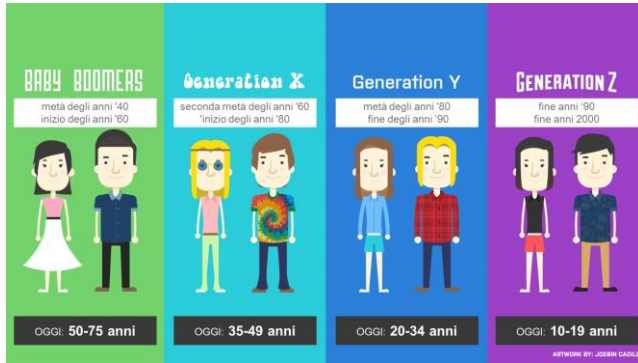 BABY BOOMERS
metà degli anni '40
inizio degli anni '60
OGGI: 50-75 anni
Generation X
seconda metà degli anni '60
'inizio degli anni '80
OGGI: 35-49 anni
Generation Y
metà degli anni '80
fine degli anni '90
OGGI: 20-34 anni
GENERATION Z
fine anni '90
fine anni 2000
OGGI: 10-19 anni
ARTWORK BY: JOEBIN